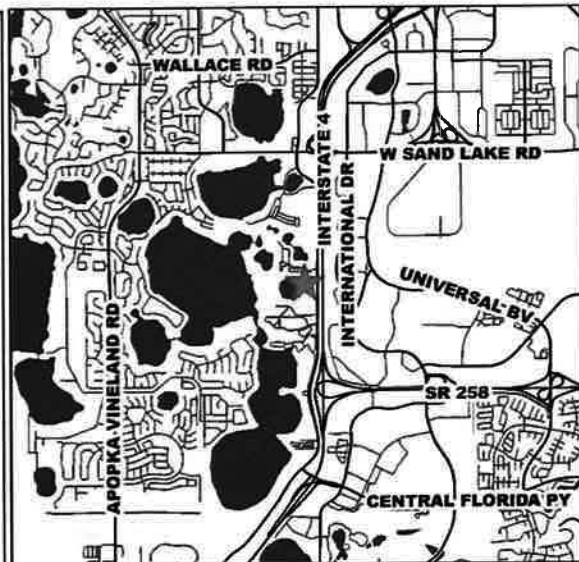 WALLACE RD
W SAND LAKE RD
INTERSTATE 4
INTERNATIONAL DR
UNIVERSAL BV
APOPKA VINELAND RD
SR 258
CENTRAL FLORIDA PY